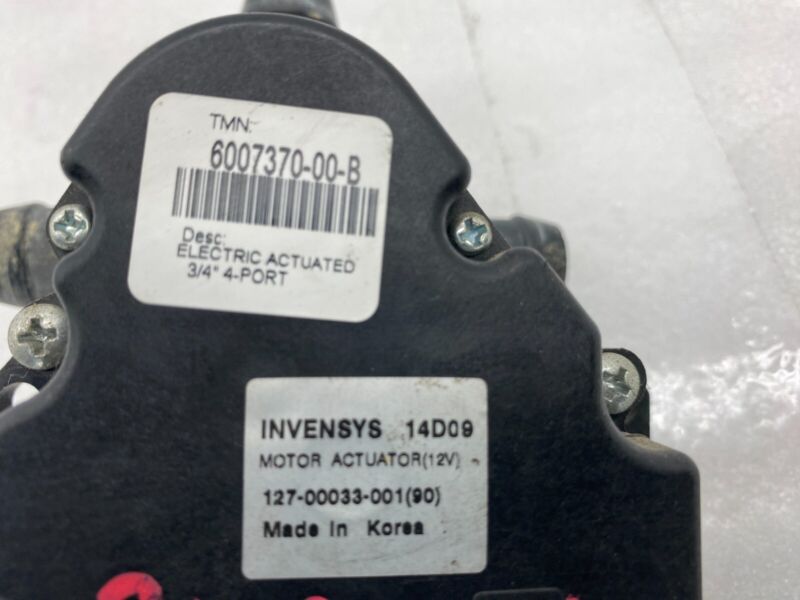 TMN:
6007370-00-B
Desc:
ELECTRIC ACTUATED
3/4" 4-PORT
INVENSYS 14D09
MOTOR ACTUATOR(12V)
127-00033-001(90)
Made In Korea